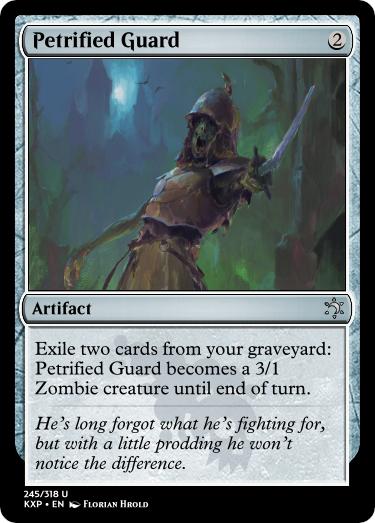 Petrified Guard
2
Artifact
Exile two cards from your graveyard:
Petrified Guard becomes a 3/1
Zombie creature until end of turn.
He's long forgot what he's fighting for,
but with a little prodding he won't
notice the difference.
245/318 U
KXP • EN Florian Hrold